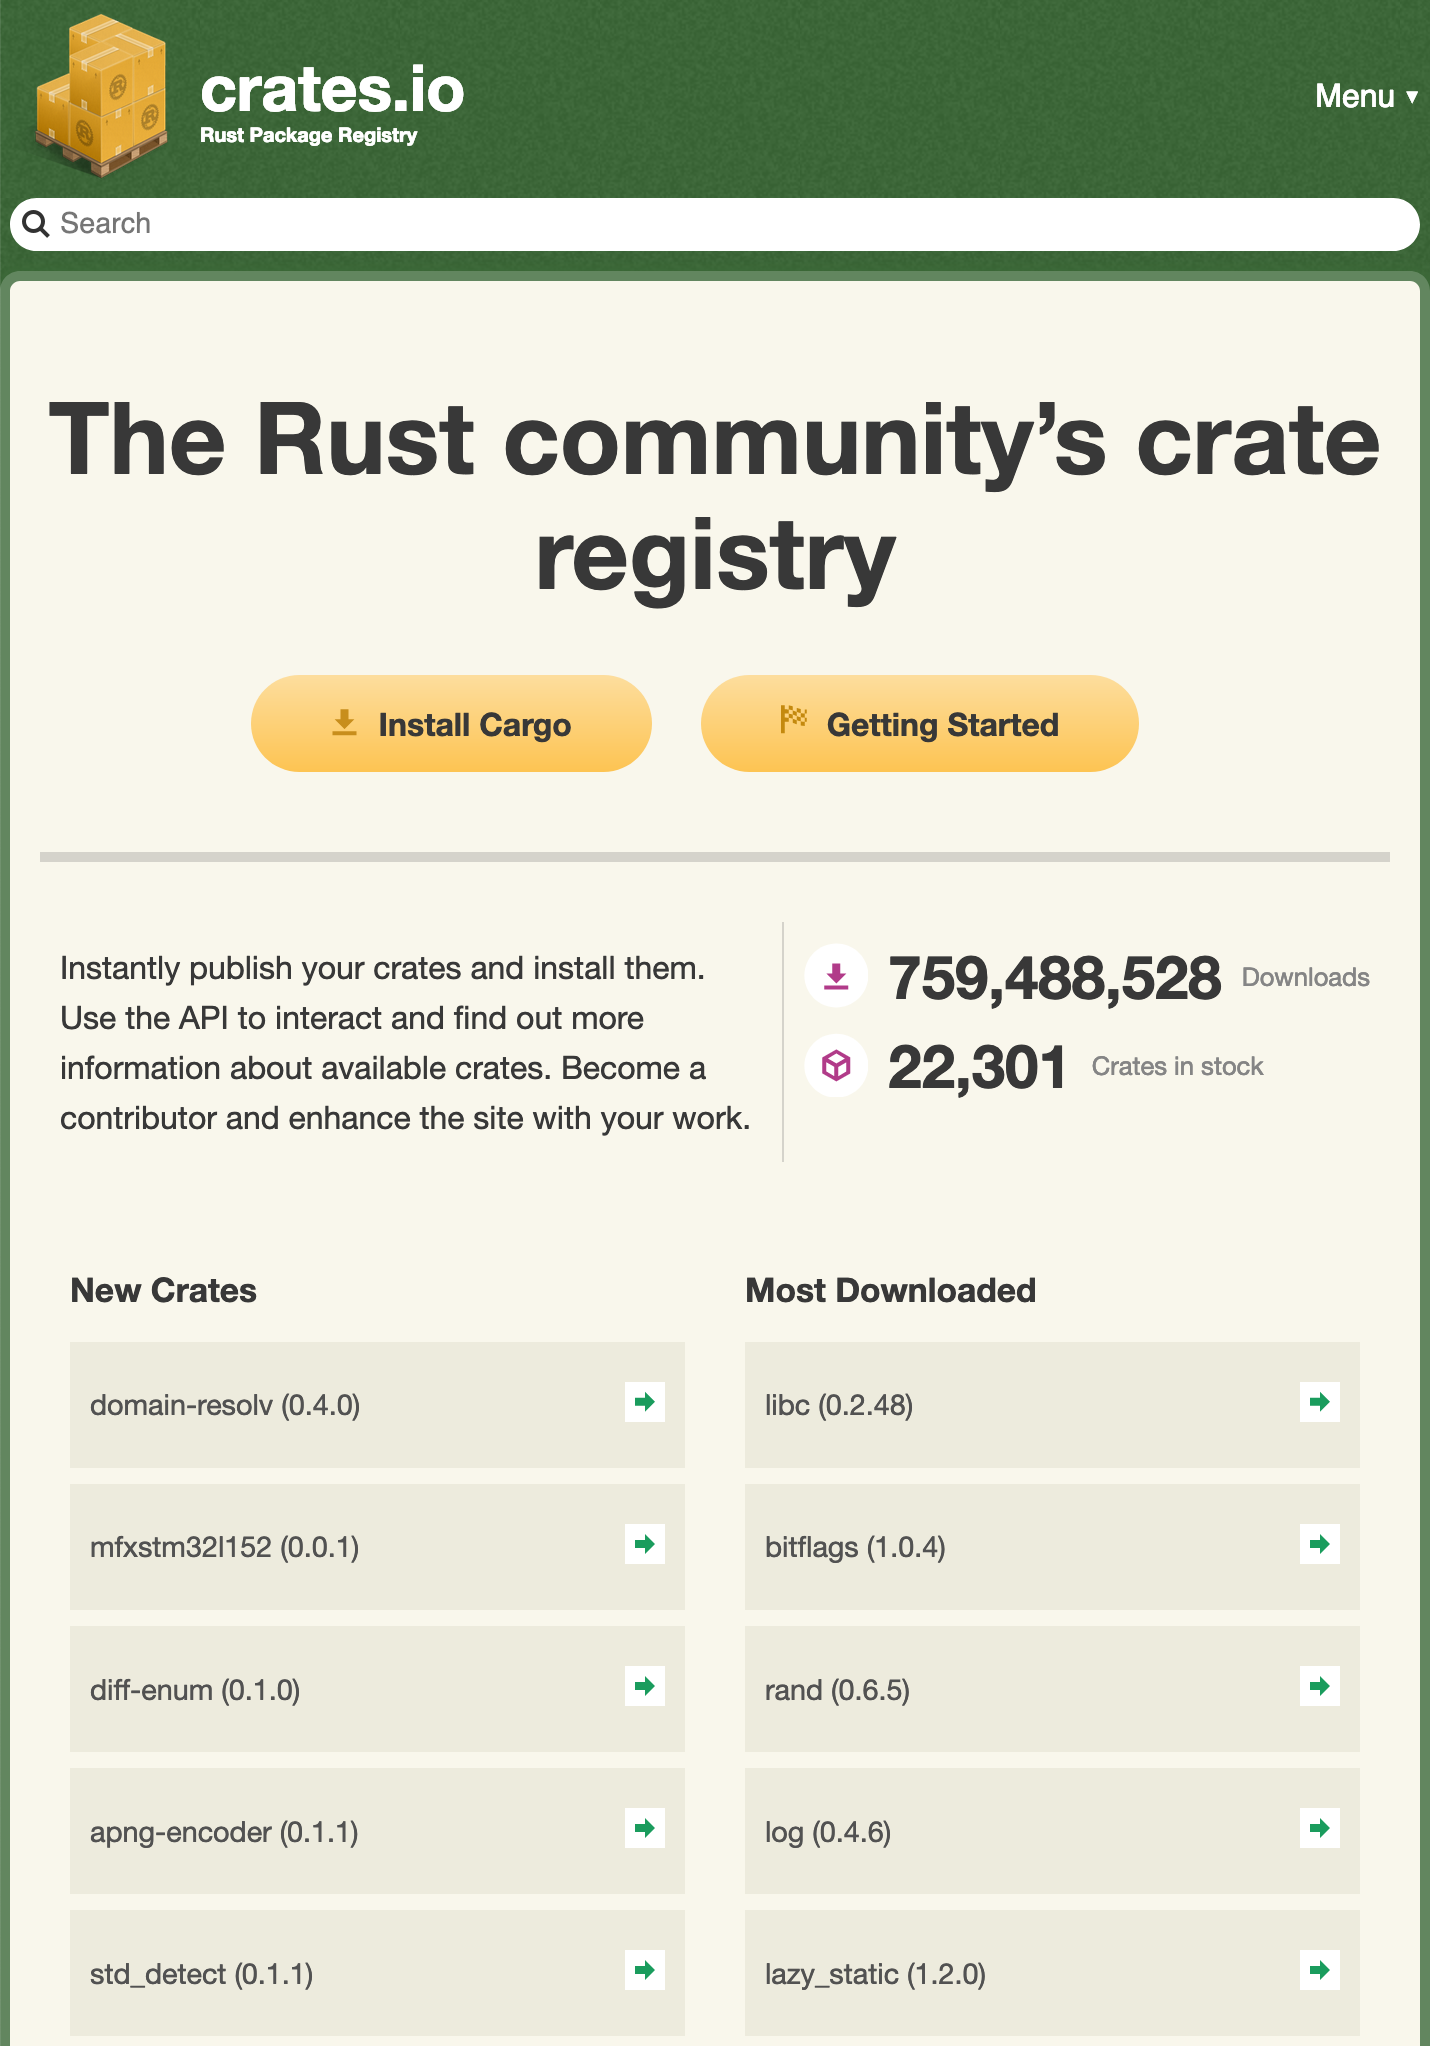 crates.io
Rust Package Registry
Menu ▼
Search
The Rust community’s crate
registry
Install Cargo
Getting Started
Instantly publish your crates and install them.
Use the API to interact and find out more
information about available crates. Become a
contributor and enhance the site with your work.
759,488,528 Downloads
22,301 Crates in stock
New Crates
domain-resolv (0.4.0)
mfxstm32l152 (0.0.1)
diff-enum (0.1.0)
apng-encoder (0.1.1)
std_detect (0.1.1)
Most Downloaded
libc (0.2.48)
bitflags (1.0.4)
rand (0.6.5)
log (0.4.6)
lazy_static (1.2.0)